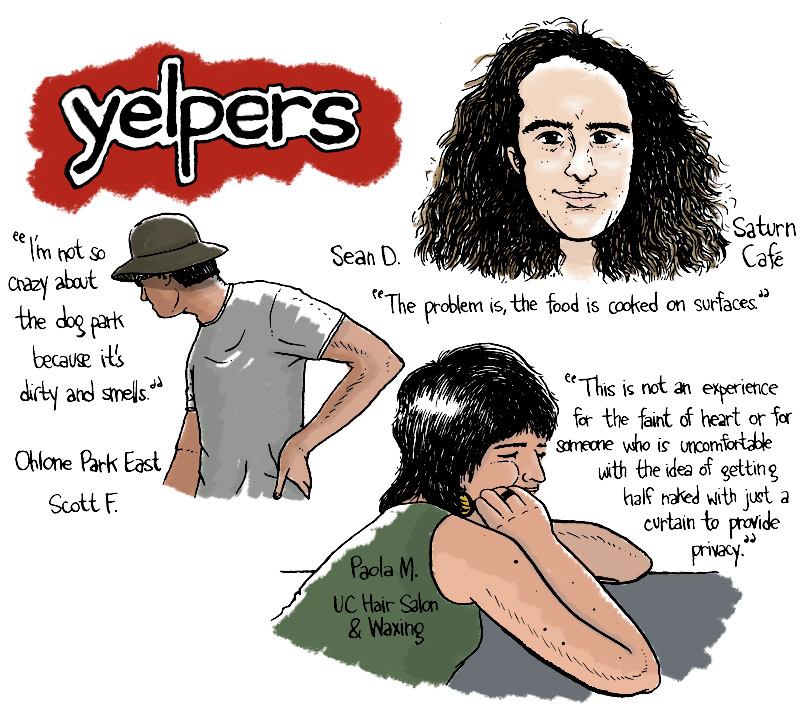 yelpers
Sean D.
Saturn
Café
"The problem is, the food is cooked on surfaces."
"I'm not so
crazy about
the dog park
because it's
dirty and smells."
Ohlone Park East
Scott F.
"This is not an experience
for the faint of heart or for
someone who is uncomfortable
with the idea of getting
half naked with just a
curtain to provide
privacy."
Paola M.
UC Hair Salon
& Waxing